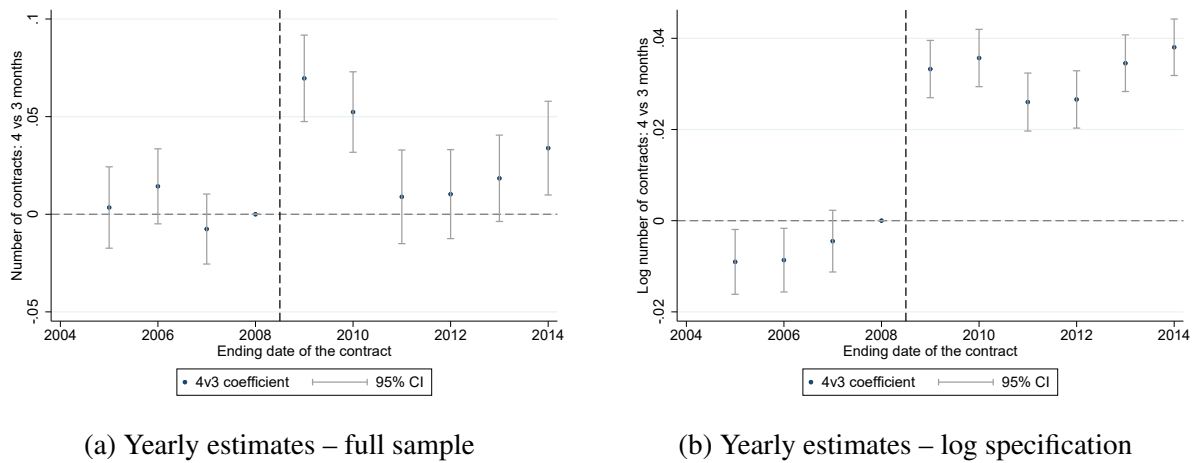 Number of contracts: 4 vs 3 months
.1
.05
0
-.05
2004 2006 2008 2010 2012 2014
Ending date of the contract
4v3 coefficient 95% CI
(a) Yearly estimates – full sample
Log number of contracts: 4 vs 3 months
.04
.02
0
-.02
2004 2006 2008 2010 2012 2014
Ending date of the contract
4v3 coefficient 95% CI
(b) Yearly estimates – log specification